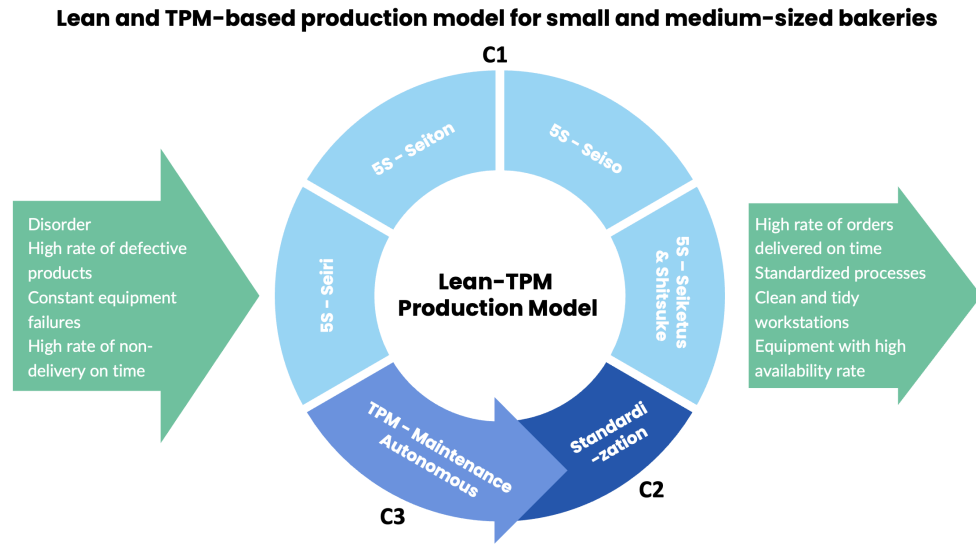 Lean and TPM-based production model for small and medium-sized bakeries
C1
5S - Seiton
5S - Seiso
5S - Seiri
5S - Seiketus
& Shitsuke
Disorder
High rate of defective
products
Constant equipment
failures
High rate of non-
delivery on time
Lean-TPM
Production Model
High rate of orders
delivered on time
Standardized processes
Clean and tidy
workstations
Equipment with high
availability rate
TPM - Maintenance
Autonomous
Standardi
-zation
C3
C2